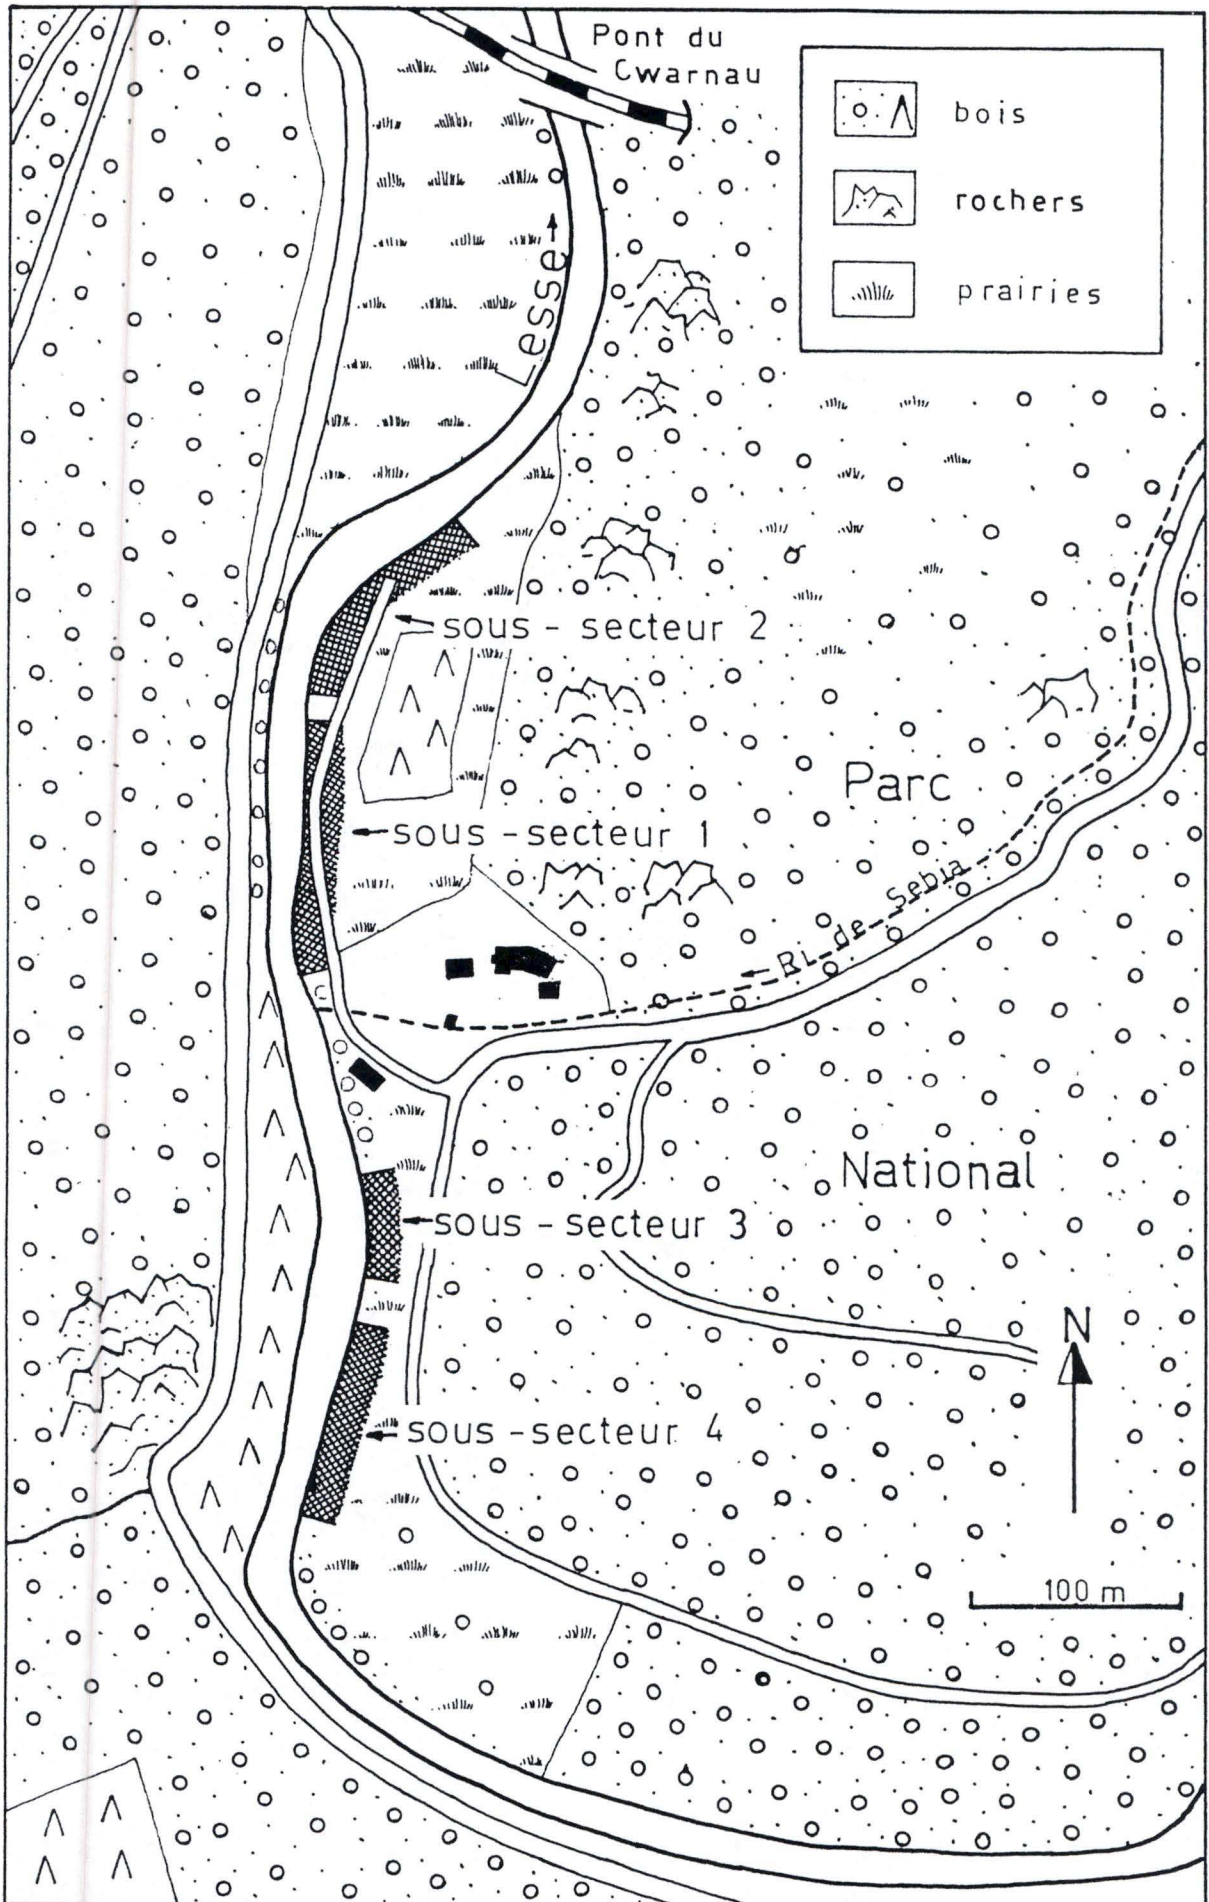 Pont du
Cwarnau
bois
rochers
prairies
Lesse
sous - secteur 2
Parc
sous - secteur 1
Ri de Sebia
National
sous - secteur 3
N
sous - secteur 4
100 m